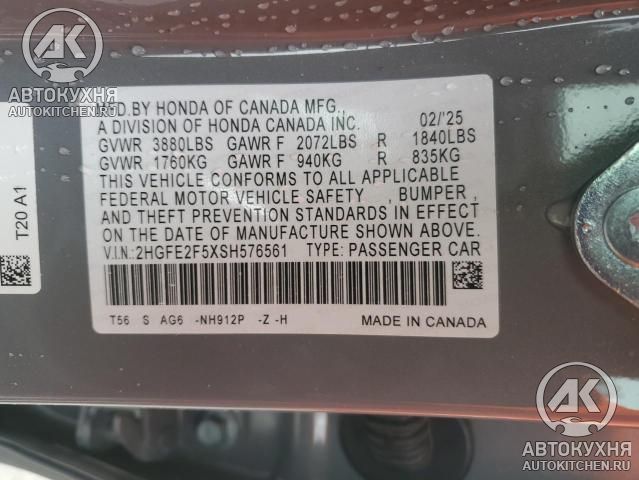 АК
АВТОКУХНЯ
AUTOKITCHEN.RU
MFD.BY HONDA OF CANADA MFG.,
A DIVISION OF HONDA CANADA INC. 02/'25
GVWR 3880LBS GAWR F 2072LBS R 1840LBS
GVWR 1760KG GAWR F 940KG R 835KG
THIS VEHICLE CONFORMS TO ALL APPLICABLE
FEDERAL MOTOR VEHICLE SAFETY , BUMPER ,
AND THEFT PREVENTION STANDARDS IN EFFECT
ON THE DATE OF MANUFACTURE SHOWN ABOVE.
V.I.N.:2HGFE2F5XSH576561 TYPE: PASSENGER CAR
T56 S AG6 -NH912P -Z -H MADE IN CANADA
T20 A1
АК
АВТОКУХНЯ
AUTOKITCHEN.RU